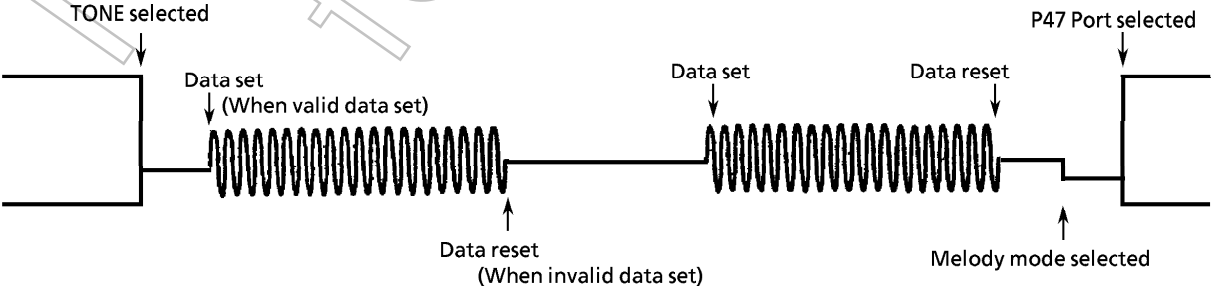 TONE selected
P47 Port selected
Data set
(When valid data set)
Data set
Data reset
Data reset
(When invalid data set)
Melody mode selected